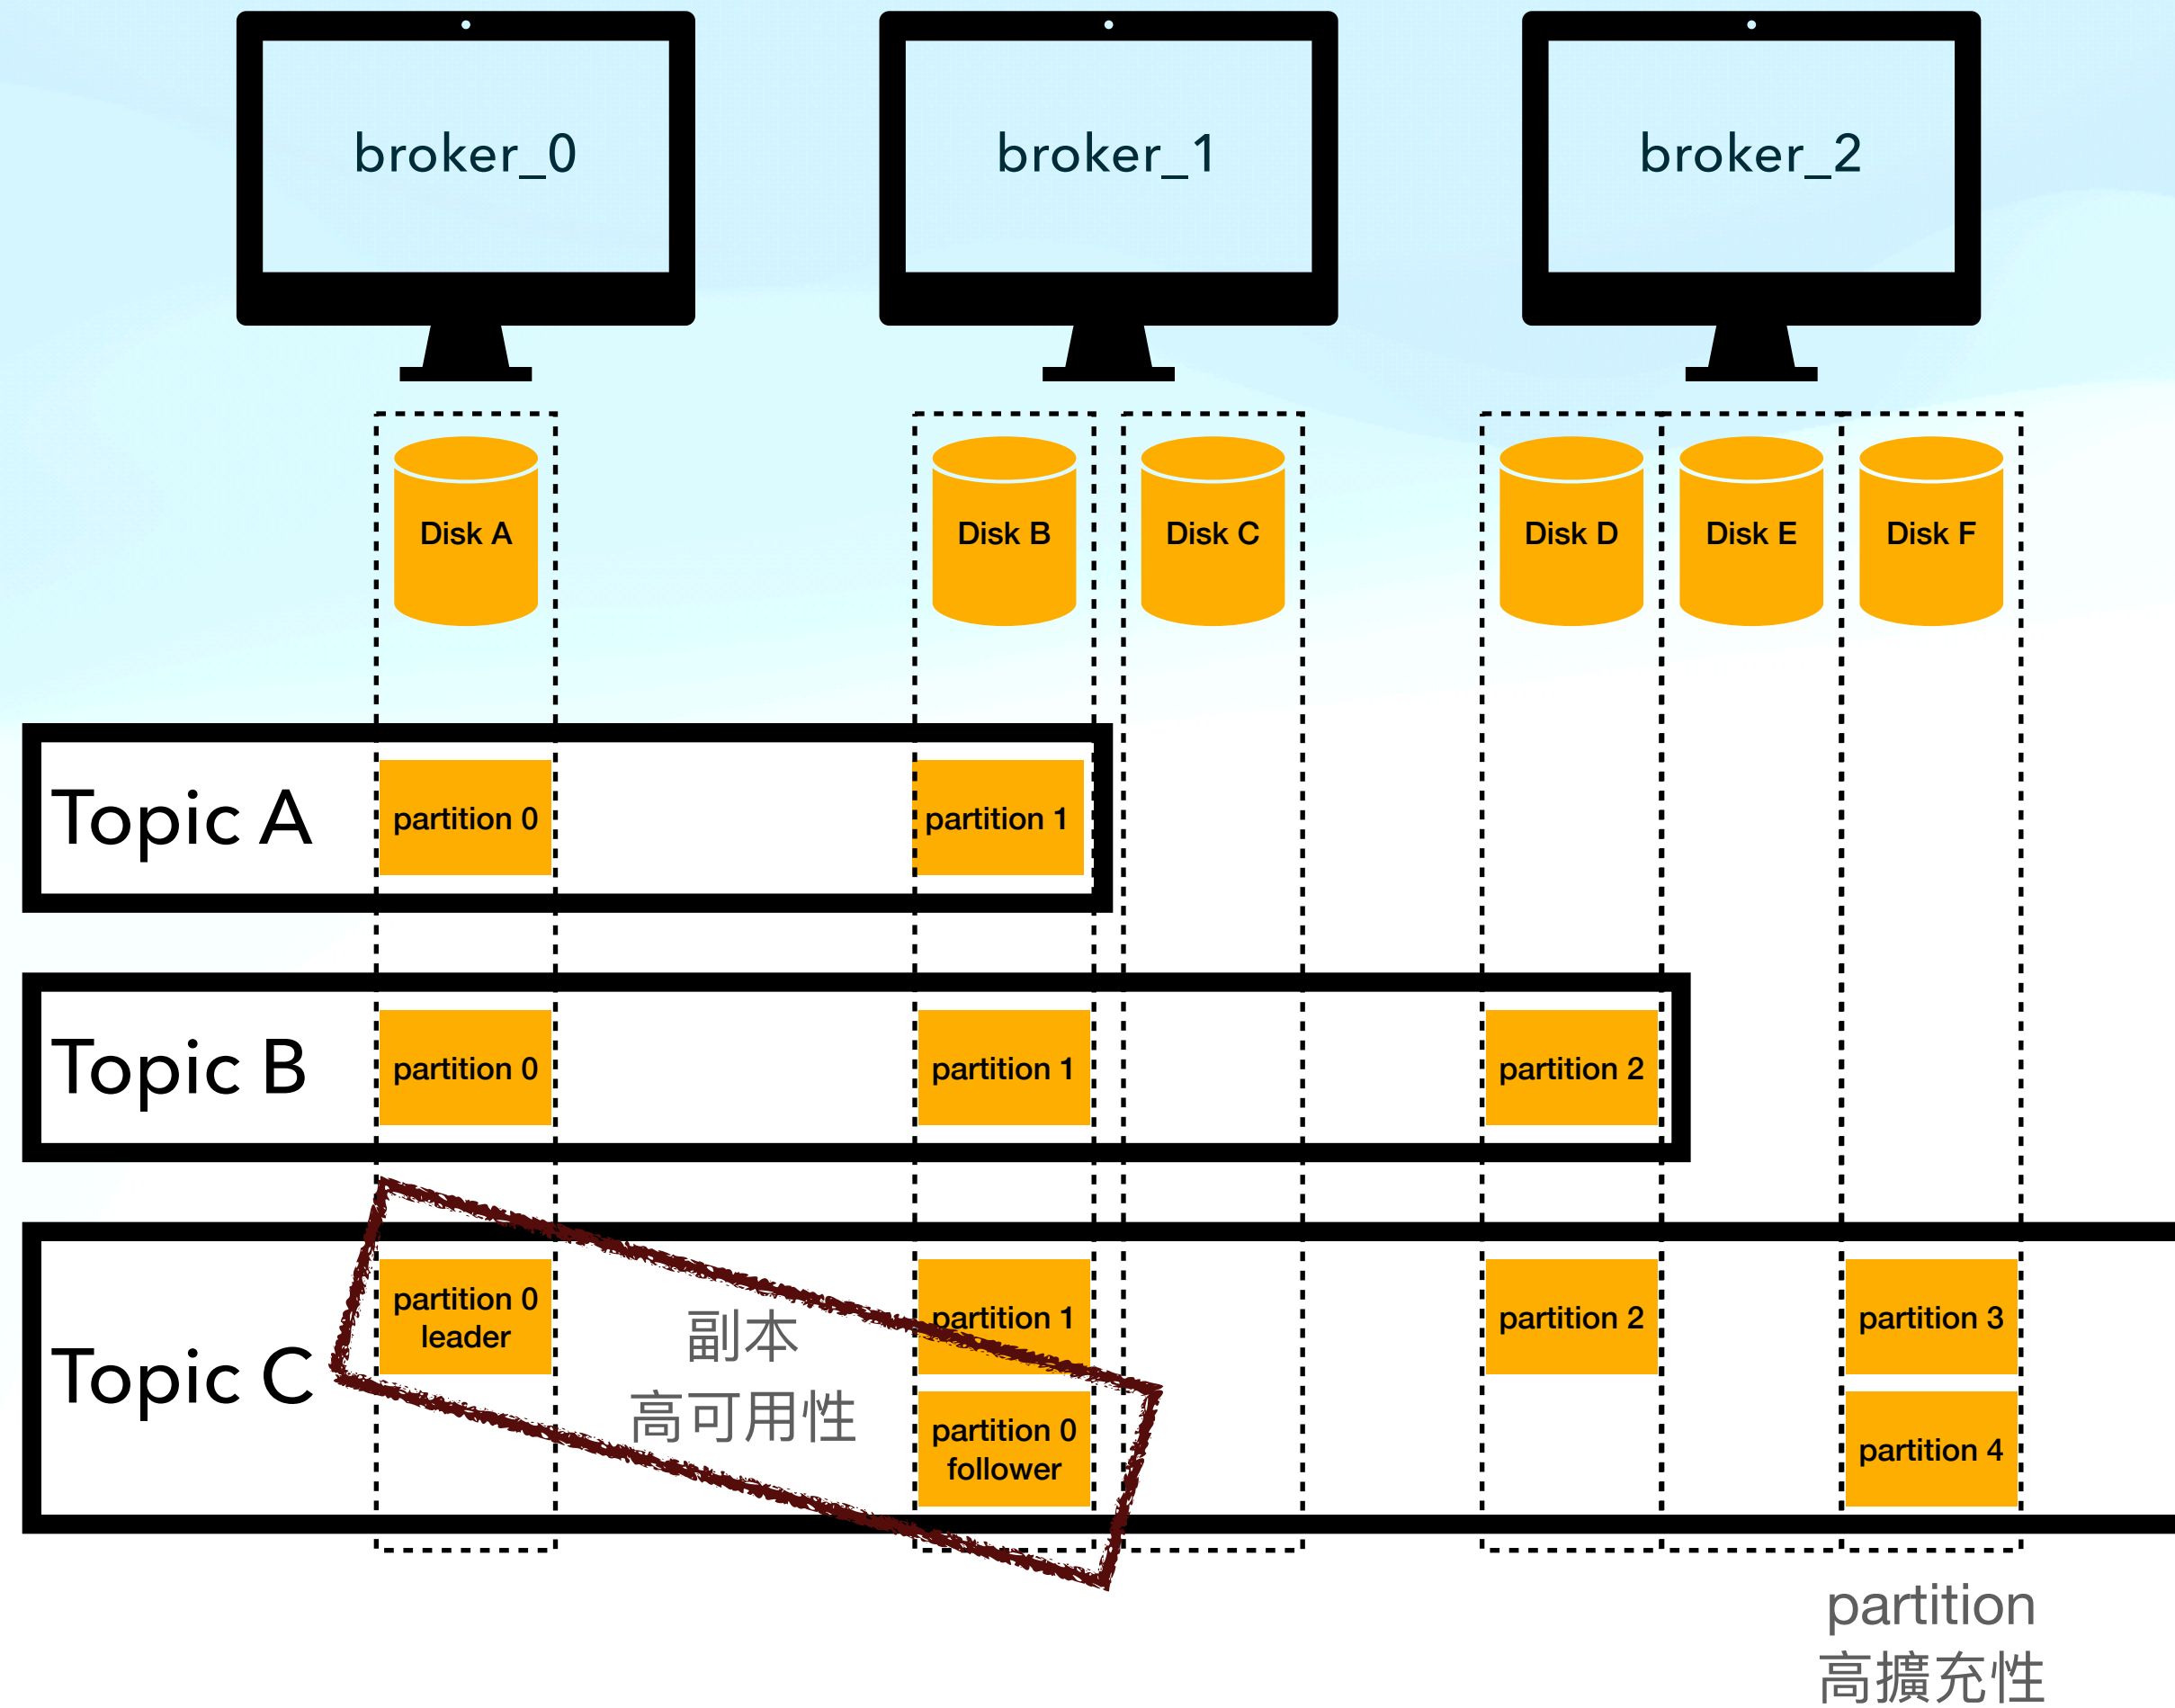 broker_0
broker_1
broker_2
Disk A
Disk B
Disk C
Disk D
Disk E
Disk F
Topic A
partition 0
partition 1
Topic B
partition 0
partition 1
partition 2
Topic C
partition 0
leader
副本
高可用性
partition 1
partition 0
follower
partition 2
partition 3
partition 4
partition
高擴充性